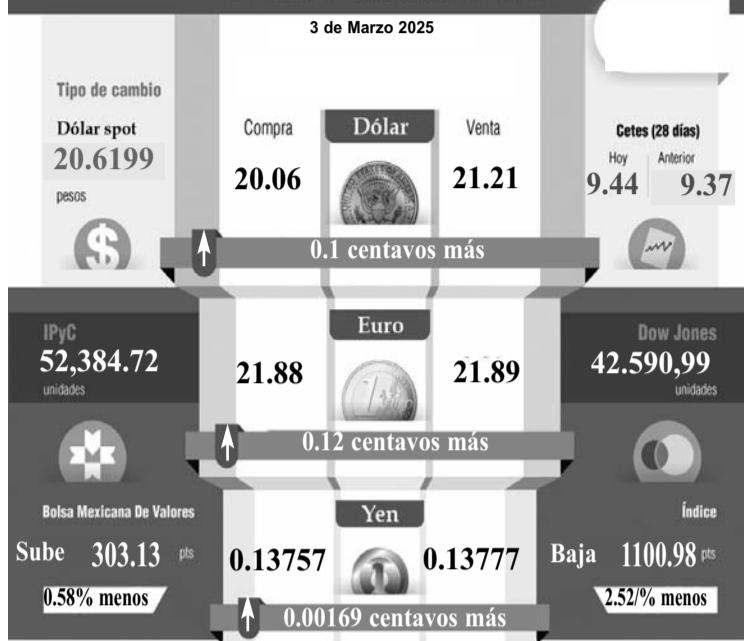 3 de Marzo 2025
Tipo de cambio
Dólar spot
20.6199
pesos
Compra
Dólar
Venta
20.06
21.21
Cetes (28 días)
Hoy
Anterior
9.44
9.37
0.1 centavos más
IPyC
52,384.72
unidades
Euro
21.88
21.89
Dow Jones
42.590,99
unidades
0.12 centavos más
Bolsa Mexicana De Valores
Sube 303.13 pts
0.58% menos
Yen
0.13757
0.13777
Índice
Baja 1100.98 pts
2.52/% menos
0.00169 centavos más